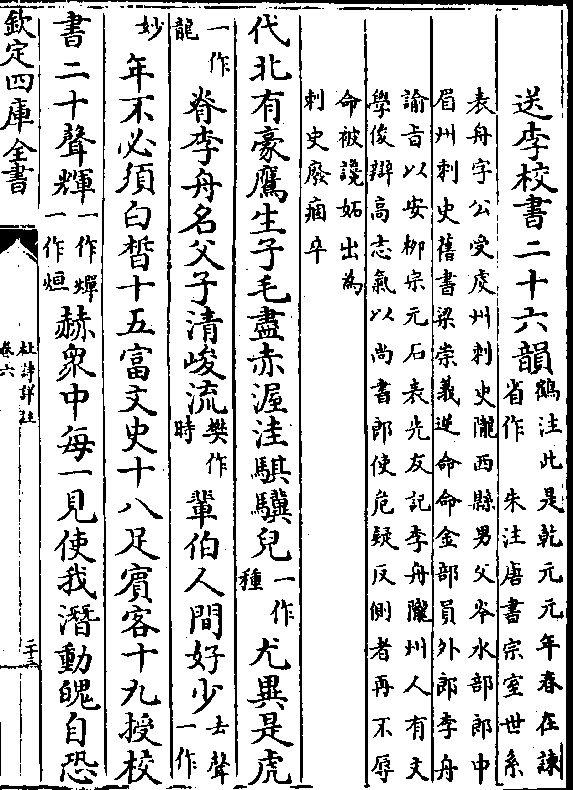 送李校書二十六韻鶴注此是乾元元年春在諫
省作　朱注唐書宗室世系
表舟字公受虔州刺史隴西縣男父岑水部郎中
眉州刺史舊書梁崇義逆命命金部員外郎李舟
諭旨以安柳宗元石表先友記李舟隴州人有文
學俊辯高志氣以尚書郎使危疑反側者再不辱
命被讒妬出為
刺史廢痼卒
代北有豪鷹生子毛盡赤渥洼騏驥兒一作種尤異是虎
一作龍脊李舟名父子清峻流樊作時輩伯人間好少去聲一作
妙年不必須白皙十五富文史十八足賓客十九授校
書二十聲輝一作煇一作烜赫衆中每一見使我潛動魄自恐
欽定四庫全書
杜詩詳註
卷六
二十三